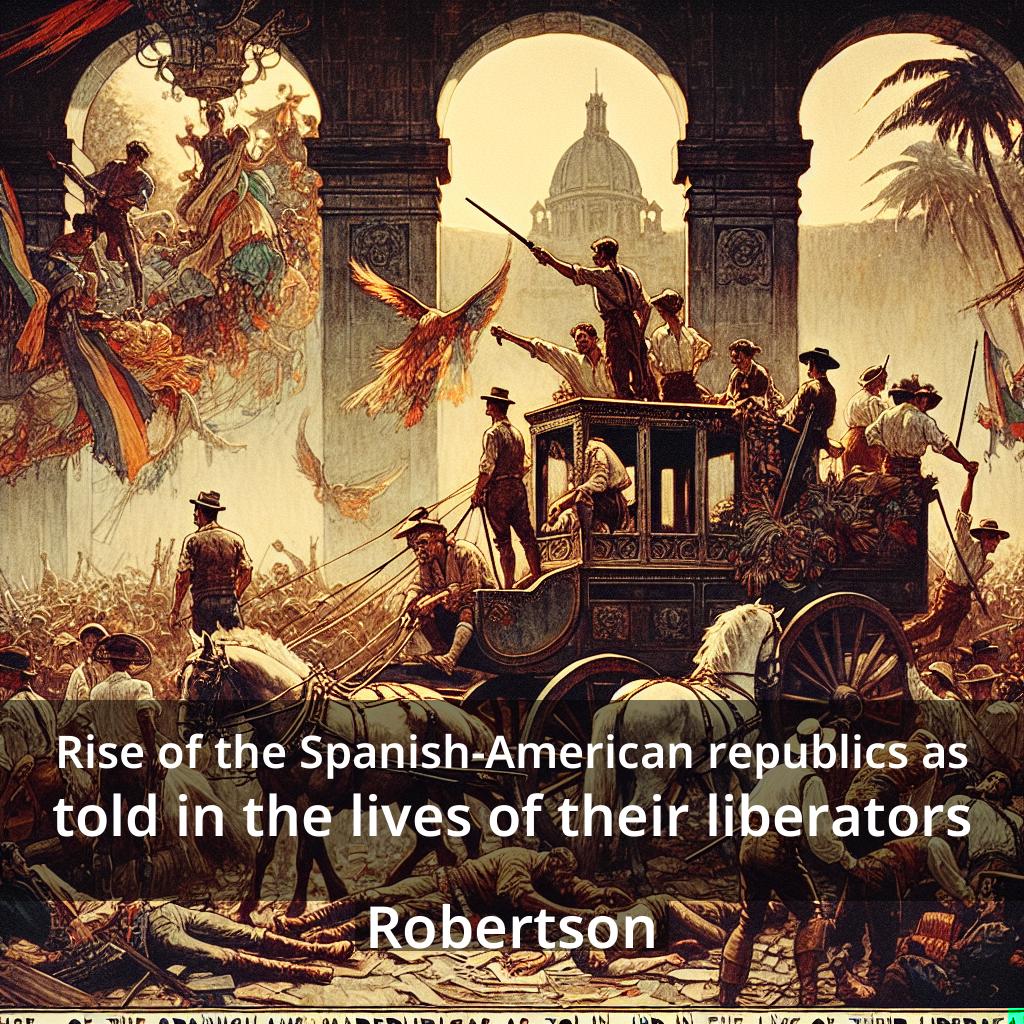 Rise of the Spanish-American republics as
told in the lives of their liberators
Robertson